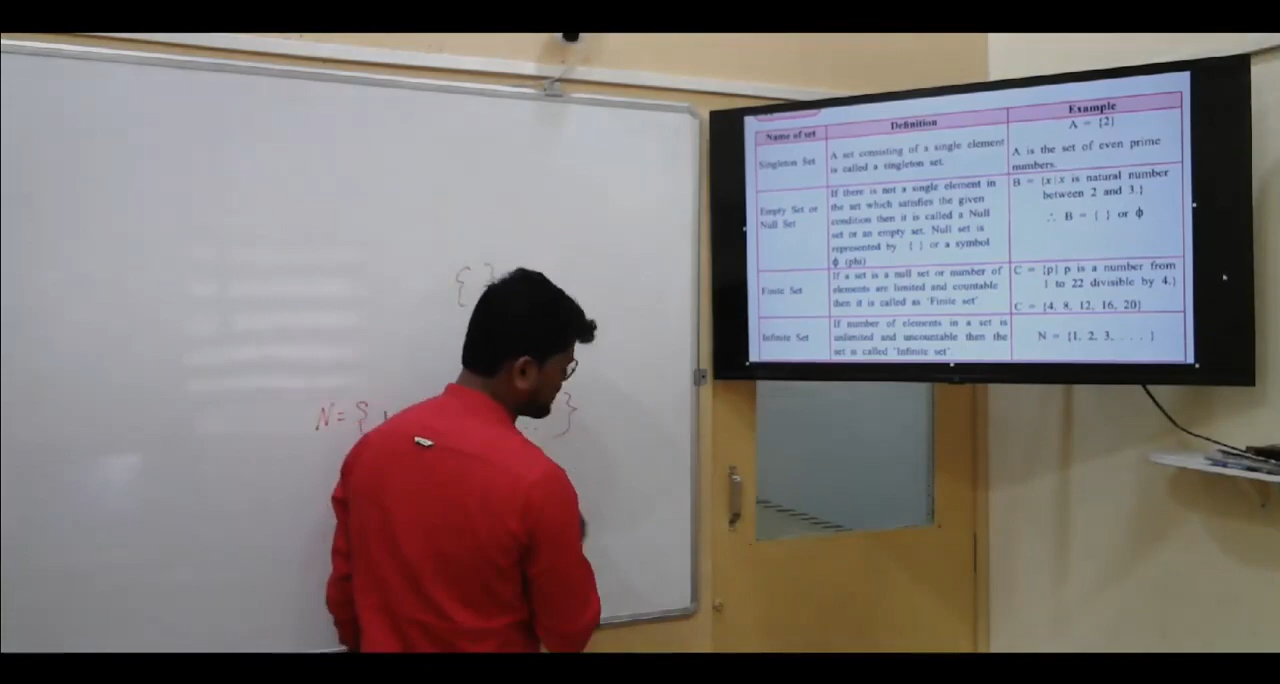 { }
N = {
.. }
Name of set
Definition
Example
Singleton Set
A set consisting of a single element
is called a singleton set.
A = {2}
A is the set of even prime
numbers.
Empty Set or
Null Set
If there is not a single element in
the set which satisfies the given
condition then it is called a Null
set or an empty set. Null set is
represented by { } or a symbol
ϕ (phi)
B = {x|x is natural number
between 2 and 3.}
∴ B = { } or ϕ
Finite Set
If a set is a null set or number of
elements are limited and countable
then it is called as 'Finite set'.
C = {p| p is a number from
1 to 22 divisible by 4.}
C = {4, 8, 12, 16, 20}
Infinite Set
If number of elements in a set is
unlimited and uncountable then the
set is called 'Infinite set'.
N = {1, 2, 3, . . . . }